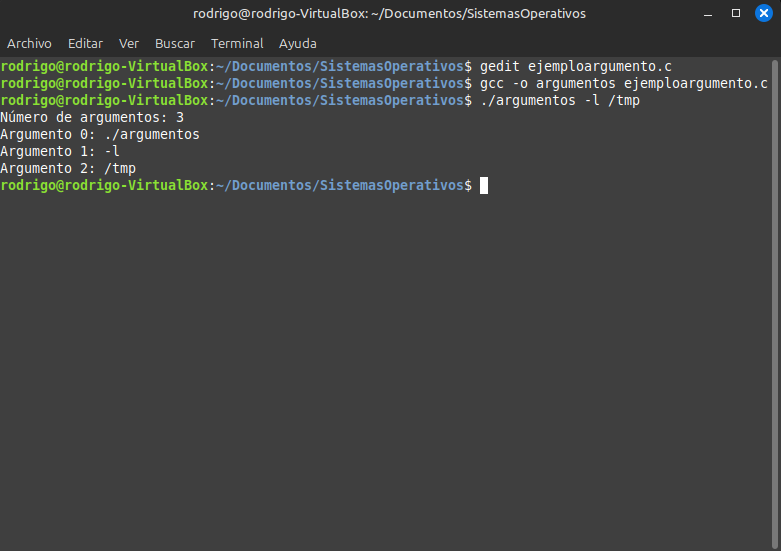 rodrigo@rodrigo-VirtualBox: ~/Documentos/SistemasOperativos
Archivo Editar Ver Buscar Terminal Ayuda
rodrigo@rodrigo-VirtualBox:~/Documentos/SistemasOperativos$ gedit ejemploargumento.c
rodrigo@rodrigo-VirtualBox:~/Documentos/SistemasOperativos$ gcc -o argumentos ejemploargumento.c
rodrigo@rodrigo-VirtualBox:~/Documentos/SistemasOperativos$ ./argumentos -l /tmp
Número de argumentos: 3
Argumento 0: ./argumentos
Argumento 1: -l
Argumento 2: /tmp
rodrigo@rodrigo-VirtualBox:~/Documentos/SistemasOperativos$